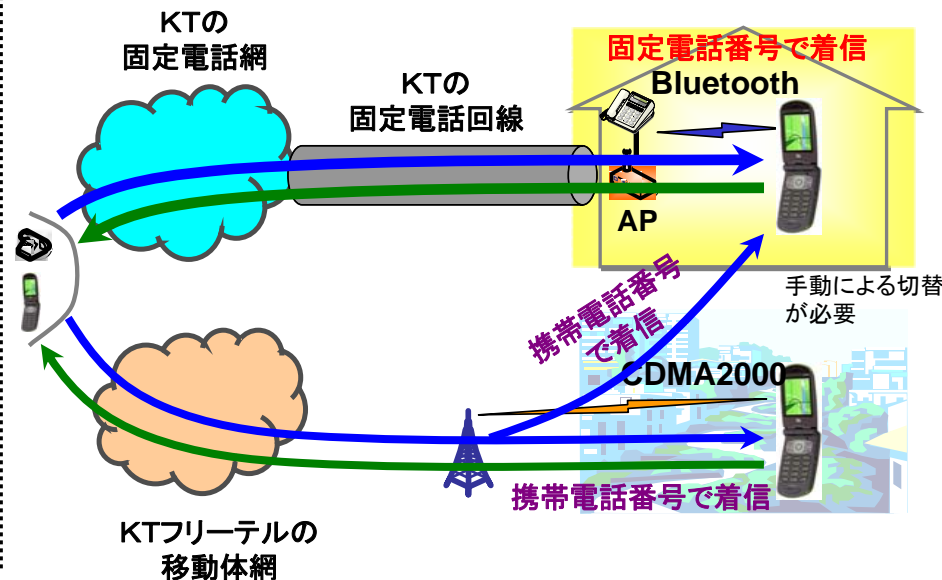 KTの
固定電話網
KTの
固定電話回線
固定電話番号で着信
Bluetooth
AP
手動による切替
が必要
携帯電話番号
で着信
CDMA2000
携帯電話番号で着信
KTフリーテルの
移動体網